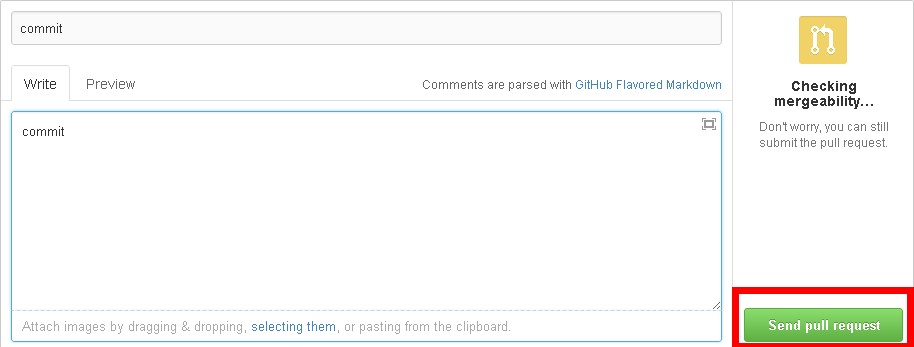 commit
Write Preview Comments are parsed with GitHub Flavored Markdown
commit
Attach images by dragging & dropping, selecting them, or pasting from the clipboard.
Checking
mergeability...
Don't worry, you can still
submit the pull request.
Send pull request